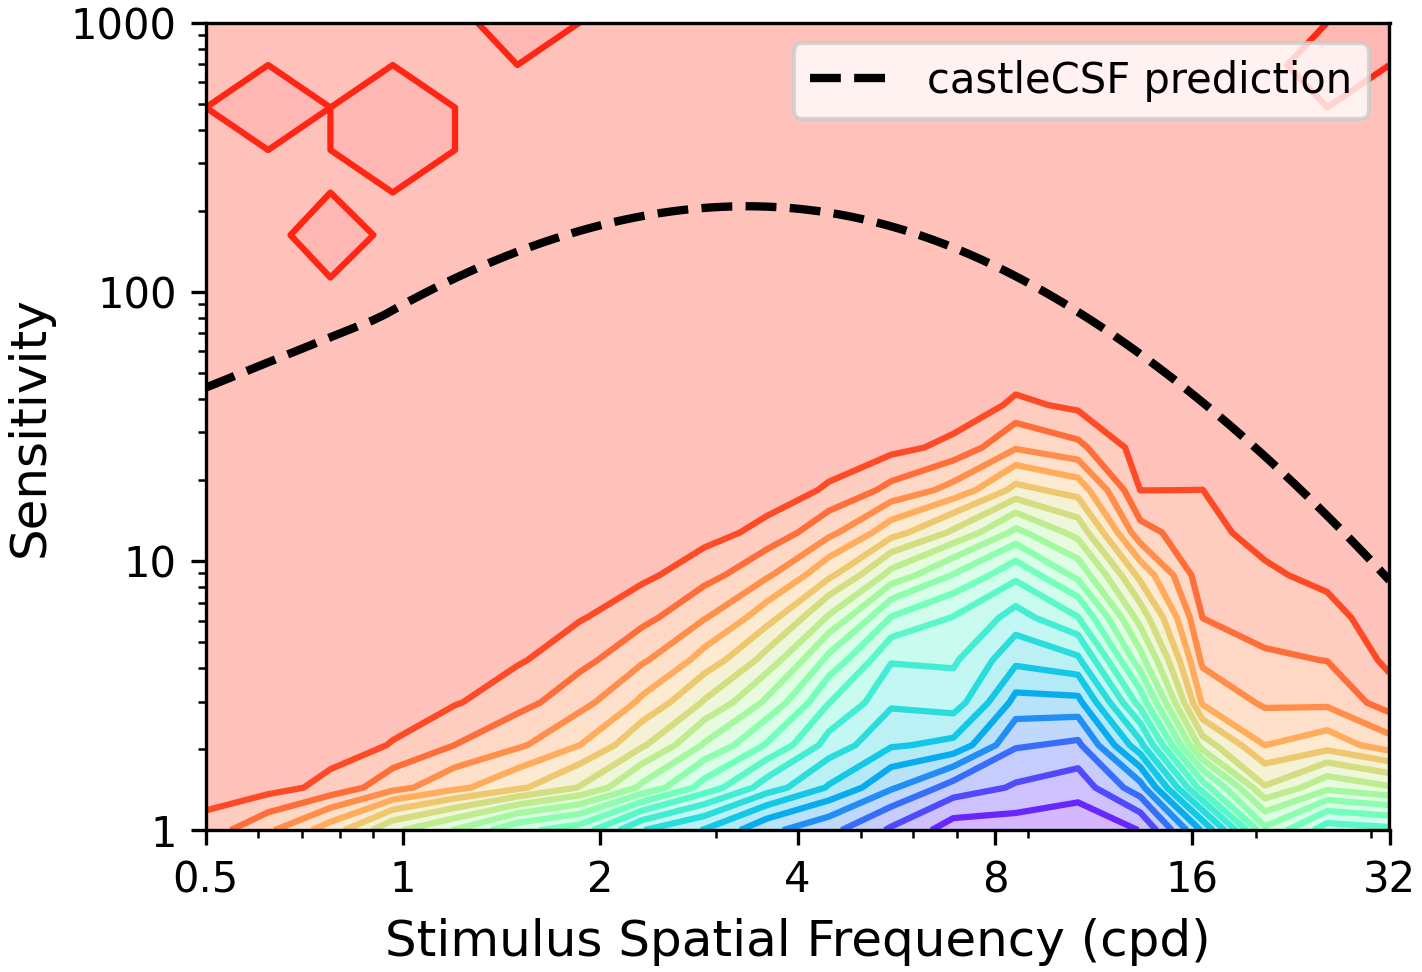 1000
100
10
1
Sensitivity
castleCSF prediction
0.5 1 2 4 8 16 32
Stimulus Spatial Frequency (cpd)